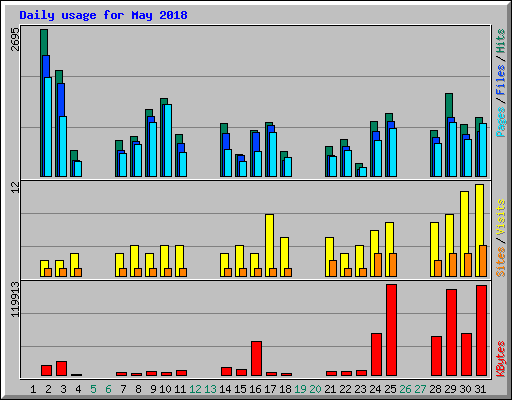 Daily usage for May 2018
2695
Pages / Files / Hits
12
Sites / Visits
119913
KBytes
1 2 3 4 5 6 7 8 9 10 11 12 13 14 15 16 17 18 19 20 21 22 23 24 25 26 27 28 29 30 31